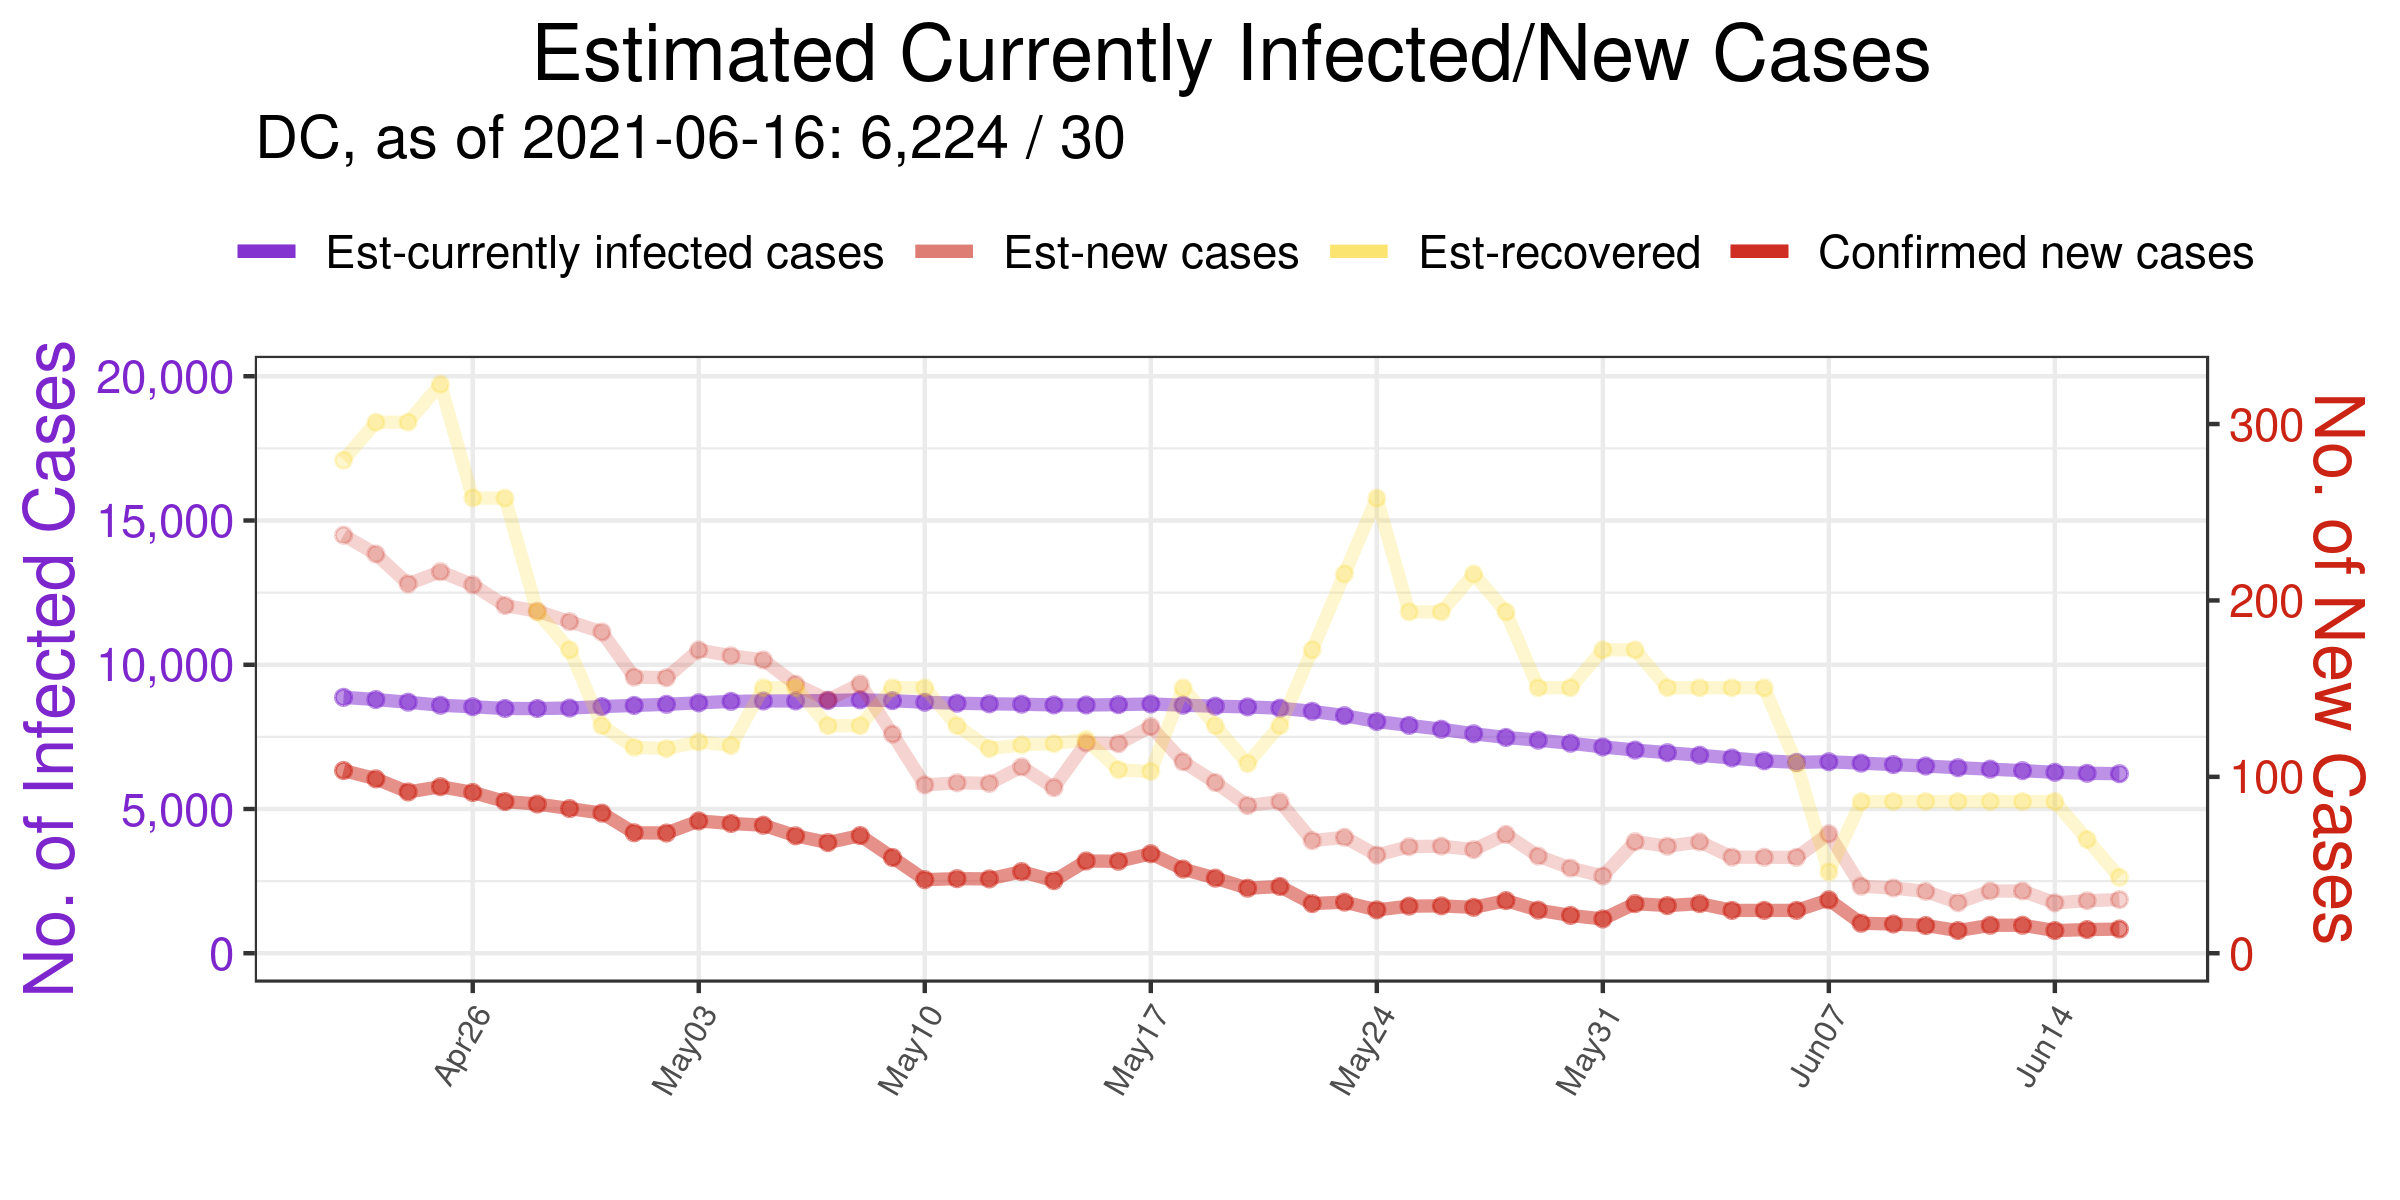 Estimated Currently Infected/New Cases
DC, as of 2021-06-16: 6,224 / 30
Est-currently infected cases Est-new cases Est-recovered Confirmed new cases
No. of Infected Cases
20,000
15,000
10,000
5,000
0
300
200
100
0
No. of New Cases
Apr26 May03 May10 May17 May24 May31 Jun07 Jun14